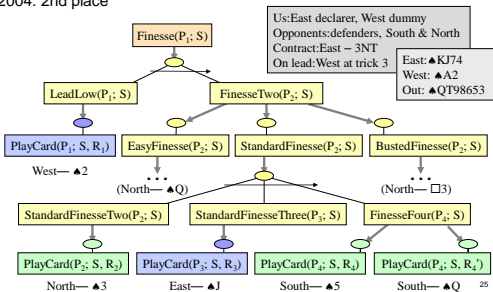 2004: 2nd place
Us:East declarer, West dummy
Opponents:defenders, South & North
Contract:East – 3NT
On lead:West at trick 3
East:♠KJ74
West: ♠A2
Out: ♠QT98653
Finesse(P1; S)
LeadLow(P1; S)
FinesseTwo(P2; S)
PlayCard(P1; S, R1)
EasyFinesse(P2; S)
StandardFinesse(P2; S)
BustedFinesse(P2; S)
West— ♠2
(North— ♠Q)
(North— □3)
StandardFinesseTwo(P2; S)
StandardFinesseThree(P3; S)
FinesseFour(P4; S)
PlayCard(P2; S, R2)
PlayCard(P3; S, R3)
PlayCard(P4; S, R4)
PlayCard(P4; S, R4')
North— ♠3
East— ♠J
South— ♠5
South— ♠Q
25